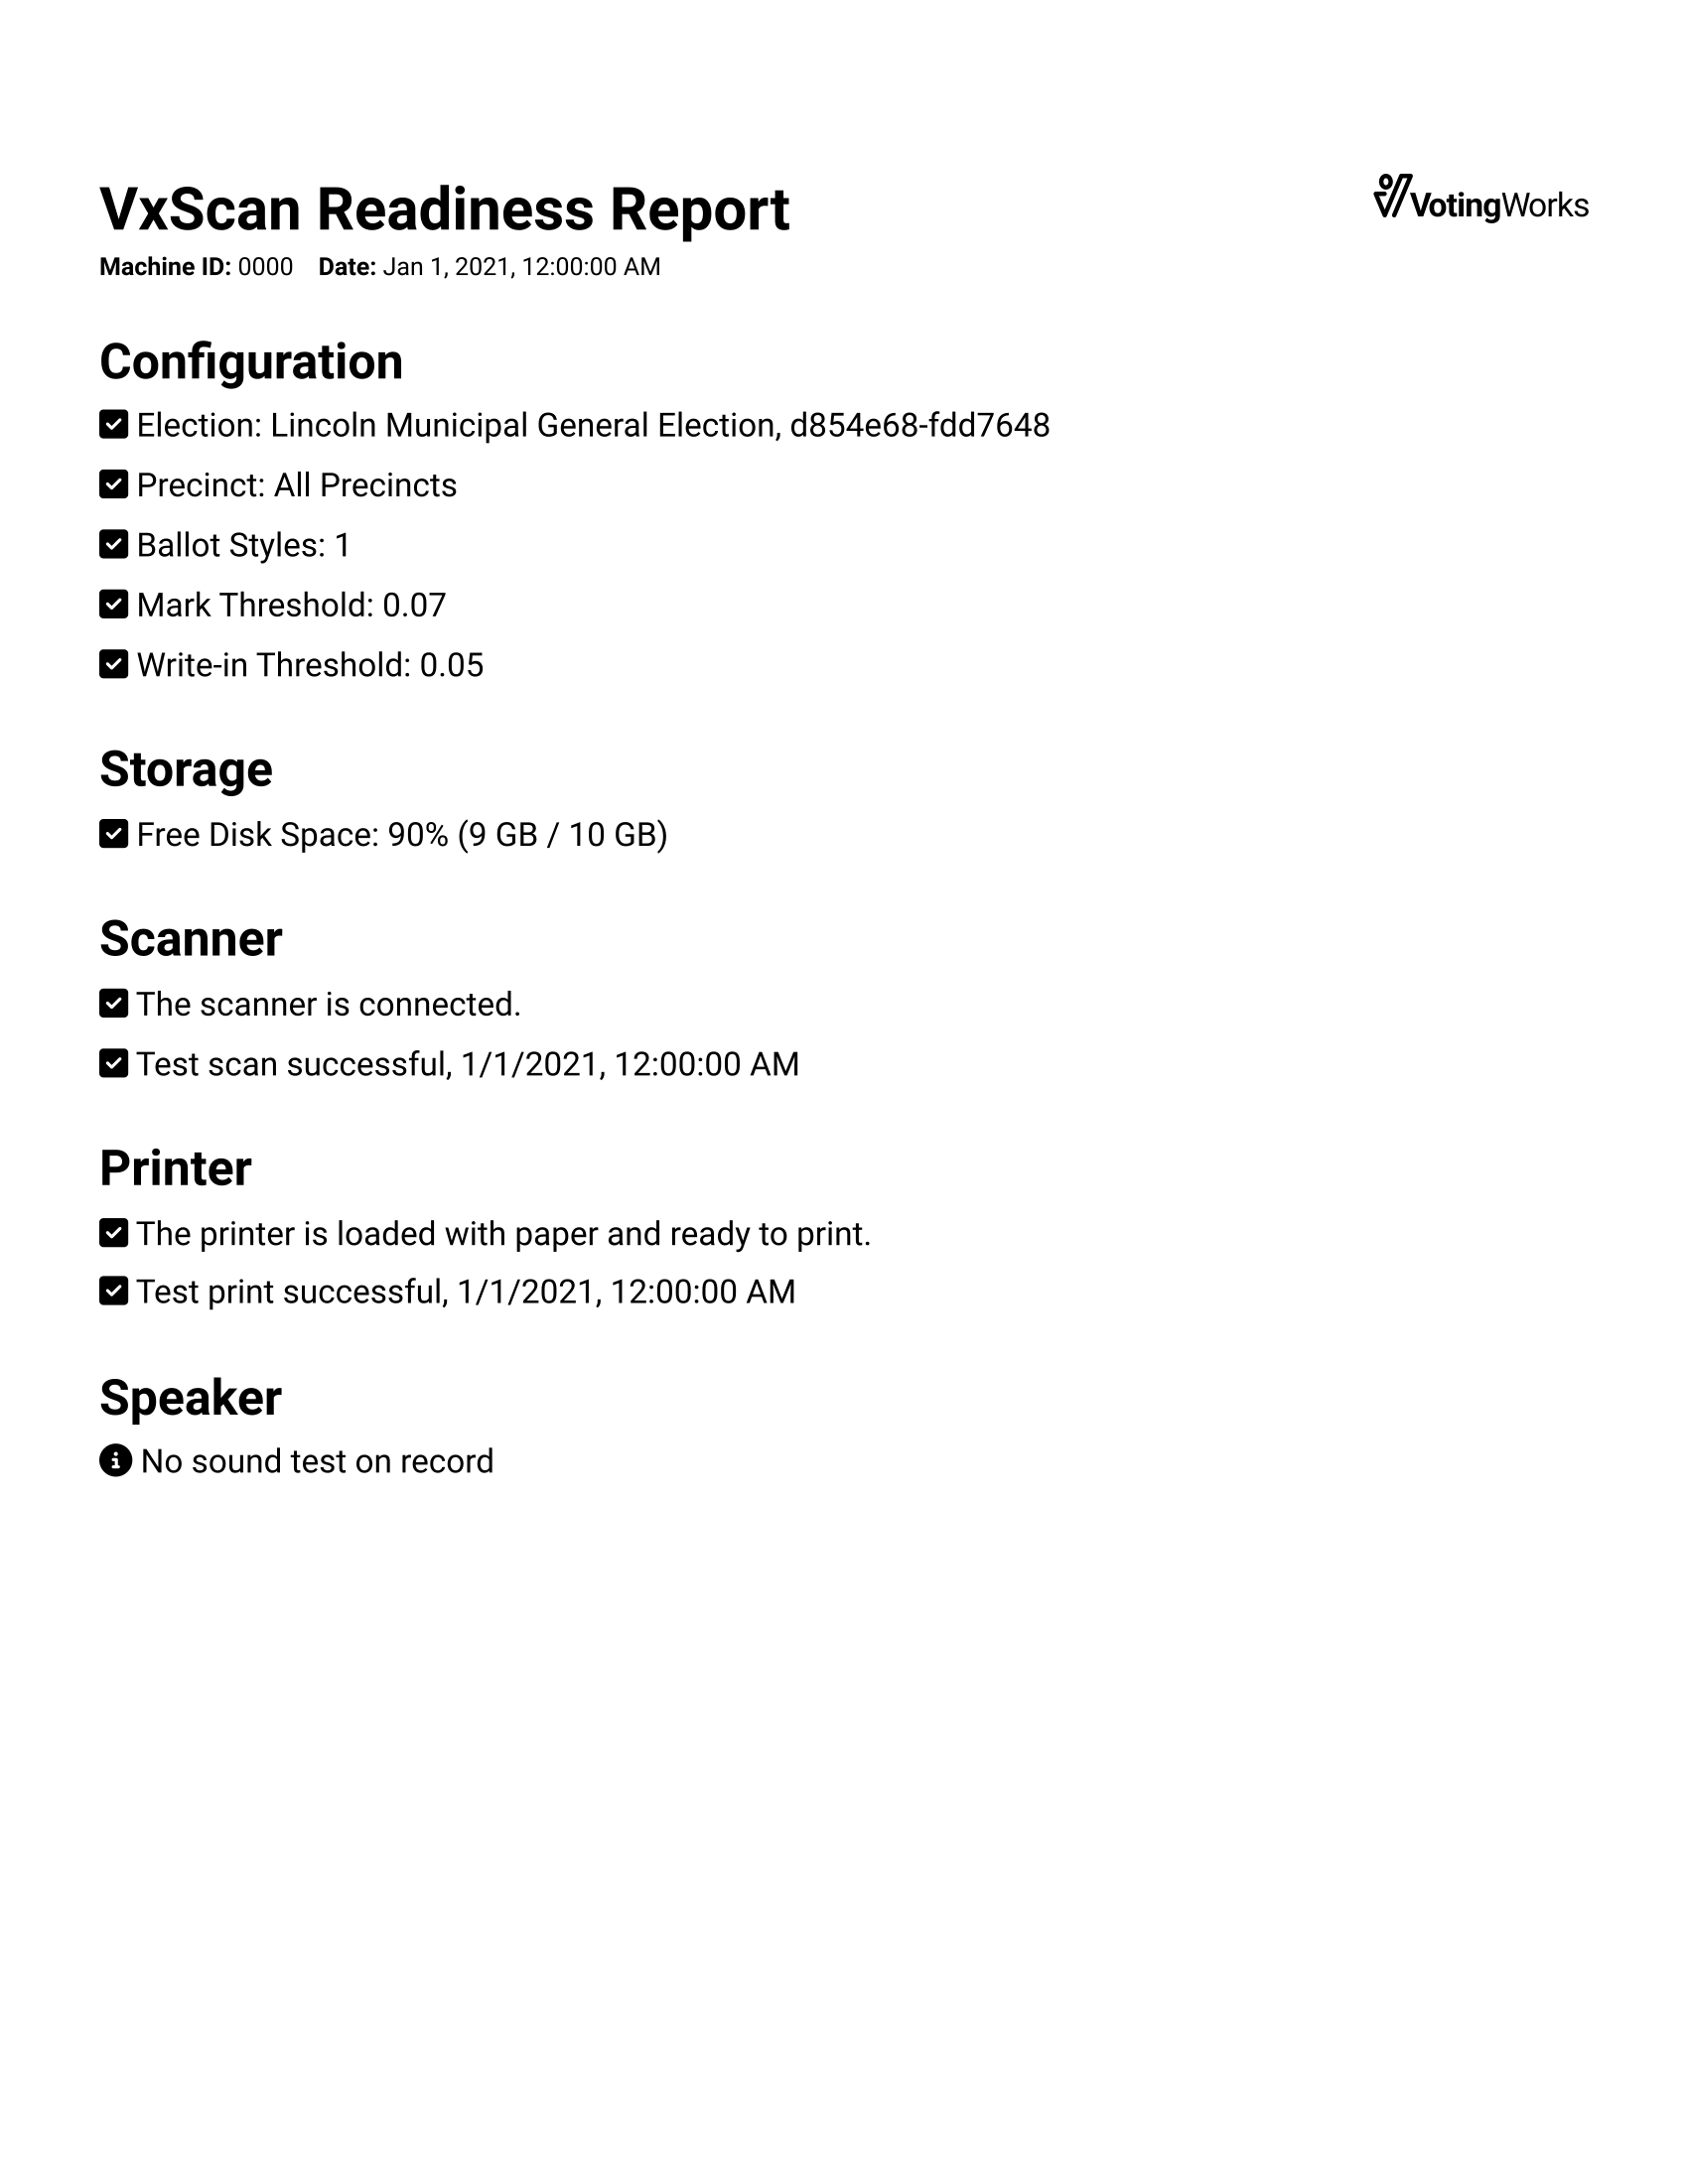 VxScan Readiness Report
VotingWorks
Machine ID: 0000 Date: Jan 1, 2021, 12:00:00 AM
Configuration
Election: Lincoln Municipal General Election, d854e68-fdd7648
Precinct: All Precincts
Ballot Styles: 1
Mark Threshold: 0.07
Write-in Threshold: 0.05
Storage
Free Disk Space: 90% (9 GB / 10 GB)
Scanner
The scanner is connected.
Test scan successful, 1/1/2021, 12:00:00 AM
Printer
The printer is loaded with paper and ready to print.
Test print successful, 1/1/2021, 12:00:00 AM
Speaker
No sound test on record